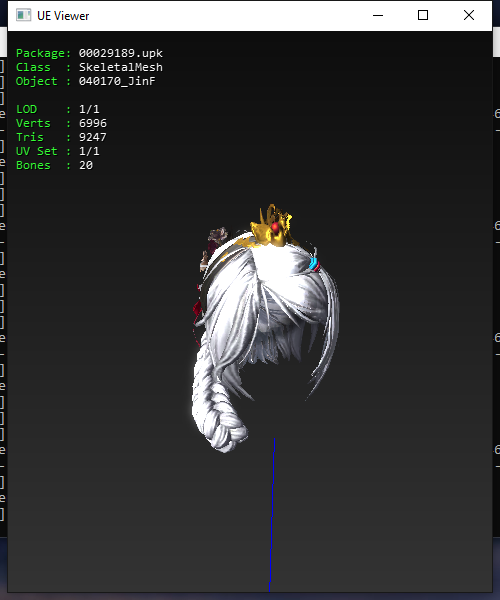 UE Viewer
Package: 00029189.upk
Class : SkeletalMesh
Object : 040170_JinF
LOD : 1/1
Verts : 6996
Tris : 9247
UV Set : 1/1
Bones : 20